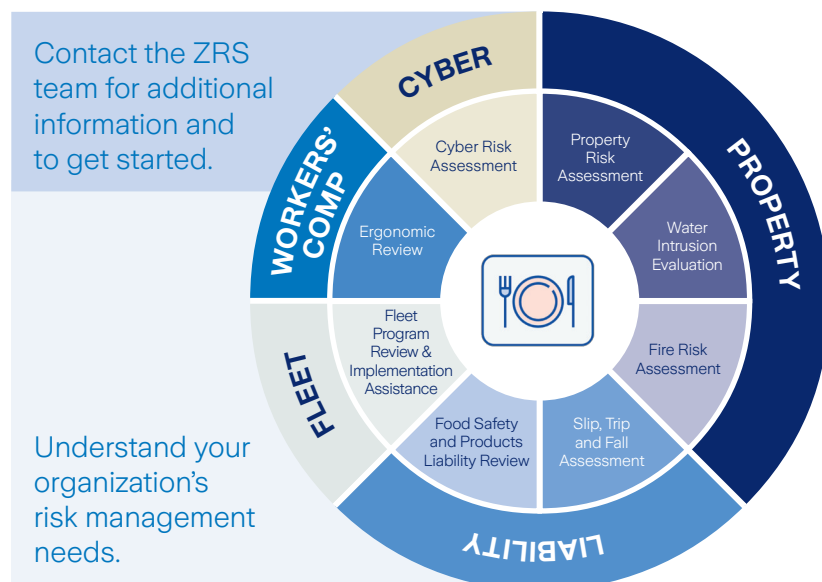 Contact the ZRS
team for additional
information and
to get started.
CYBER
PROPERTY
WORKERS'
COMP
FLEET
LIABILITY
Cyber Risk
Assessment
Property
Risk
Assessment
Water
Intrusion
Evaluation
Fire Risk
Assessment
Slip, Trip
and Fall
Assessment
Food Safety
and Products
Liability Review
Fleet
Program
Review &
Implementation
Assistance
Ergonomic
Review
Understand your
organization’s
risk management
needs.